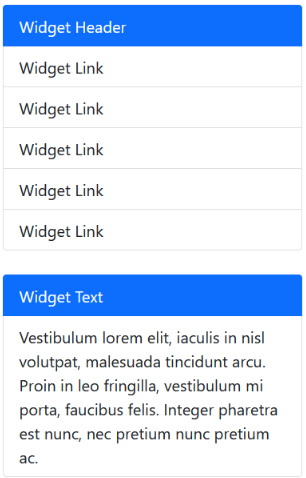 Widget Header
Widget Link
Widget Link
Widget Link
Widget Link
Widget Link
Widget Text
Vestibulum lorem elit, iaculis in nisl
volutpat, malesuada tincidunt arcu.
Proin in leo fringilla, vestibulum mi
porta, faucibus felis. Integer pharetra
est nunc, nec pretium nunc pretium
ac.